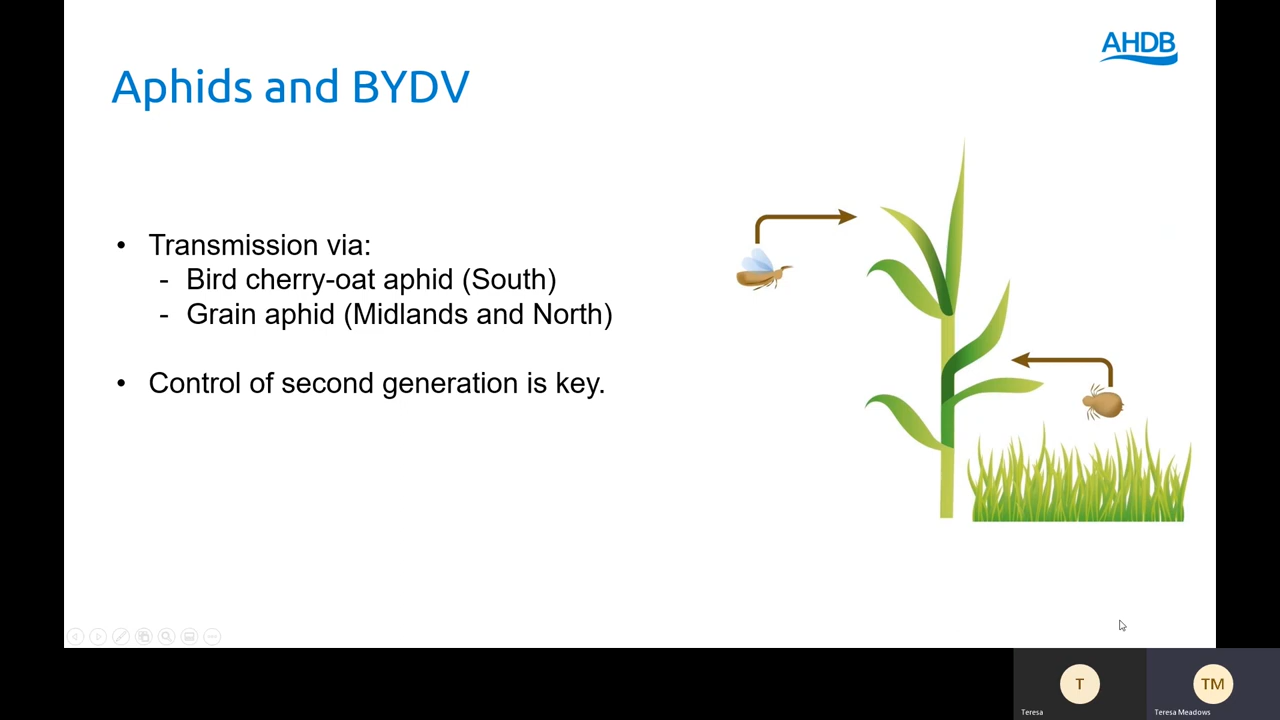 AHDB
Aphids and BYDV
• Transmission via:
- Bird cherry-oat aphid (South)
- Grain aphid (Midlands and North)
• Control of second generation is key.
T
TM
Teresa
Teresa Meadows